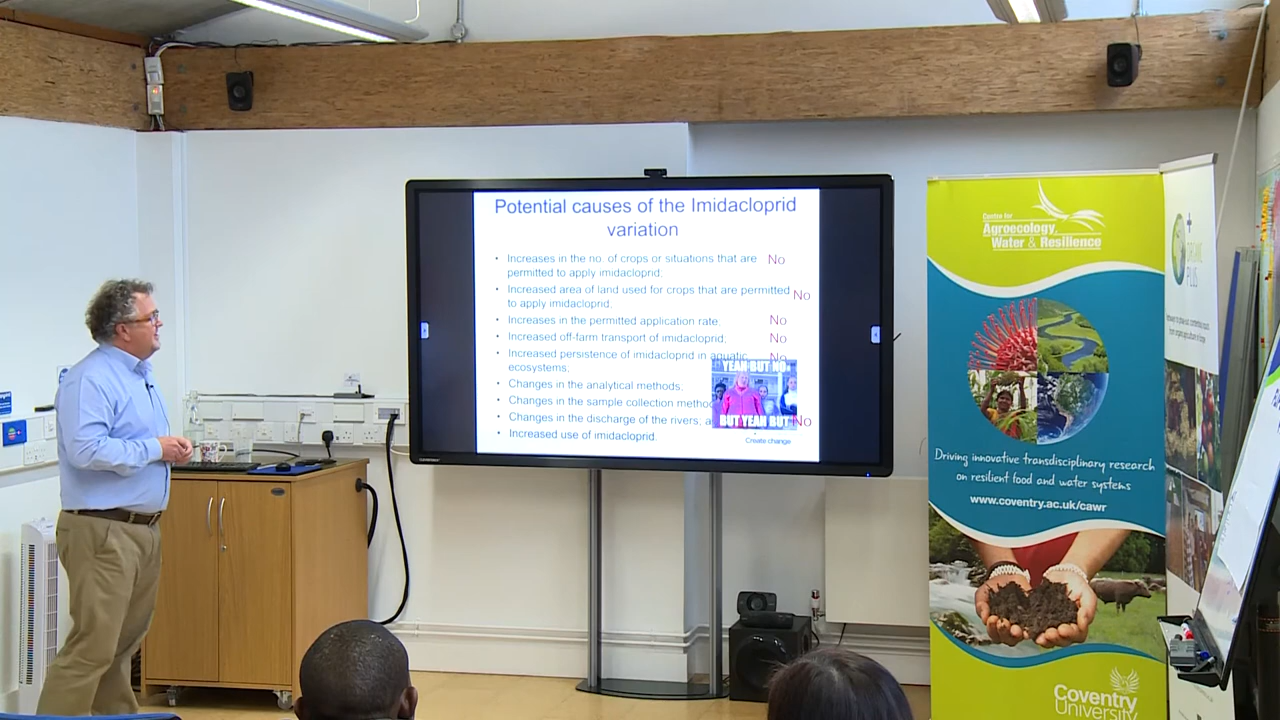 Potential causes of the Imidacloprid
variation
• Increases in the no. of crops or situations that are No
permitted to apply imidacloprid;
• Increased area of land used for crops that are permitted No
to apply imidacloprid;
• Increases in the permitted application rate; No
• Increased off-farm transport of imidacloprid; No
• Increased persistence of imidacloprid in aquatic No
ecosystems;
• Changes in the analytical methods;
• Changes in the sample collection
• Changes in the discharge of the rivers, No
• Increased use of imidacloprid.
YEAH BUT NO
BUT YEAH BUT
Create change
Centre for
Agroecology,
Water & Resilience
Driving innovative transdisciplinary research
on resilient food and water systems
www.coventry.ac.uk/cawr
Coventry
University
ORGANIC
PLUS